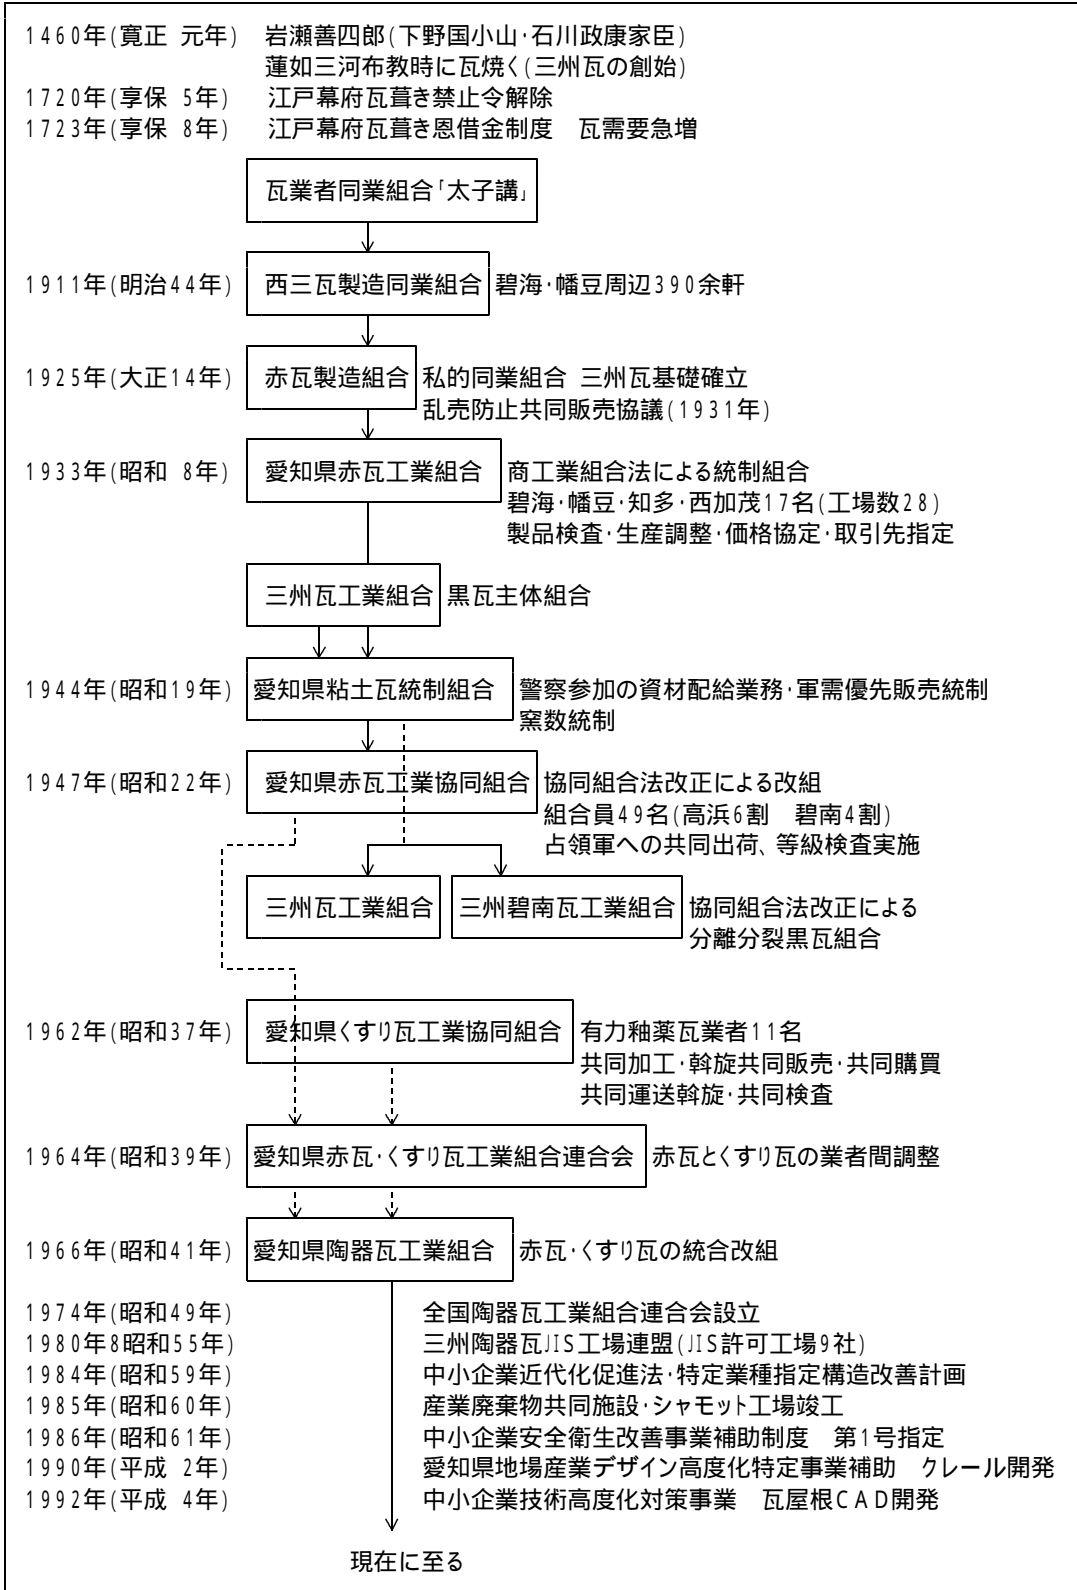 1460年(寛正 元年) 岩瀬善四郎(下野国小山・石川政康家臣)
蓮如三河布教時に瓦焼く(三州瓦の創始)
1720年(享保 5年) 江戸幕府瓦葺き禁止令解除
1723年(享保 8年) 江戸幕府瓦葺き恩借金制度 瓦需要急増
瓦業者同業組合「太子講」
1911年(明治44年) 西三瓦製造同業組合 碧海・幡豆周辺390余軒
1925年(大正14年) 赤瓦製造組合 私的同業組合 三州瓦基礎確立
乱売防止共同販売協議(1931年)
1933年(昭和 8年) 愛知県赤瓦工業組合 商工業組合法による統制組合
碧海・幡豆・知多・西加茂17名(工場数28)
製品検査・生産調整・価格協定・取引先指定
三州瓦工業組合 黒瓦主体組合
1944年(昭和19年) 愛知県粘土瓦統制組合 警察参加の資材配給業務・軍需優先販売統制
窯数統制
1947年(昭和22年) 愛知県赤瓦工業協同組合 協同組合法改正による改組
組合員49名(高浜6割 碧南4割)
占領軍への共同出荷、等級検査実施
三州瓦工業組合 三州碧南瓦工業組合 協同組合法改正による
分離分裂黒瓦組合
1962年(昭和37年) 愛知県くすり瓦工業協同組合 有力釉薬瓦業者11名
共同加工・斡旋共同販売・共同購買
共同運送斡旋・共同検査
1964年(昭和39年) 愛知県赤瓦・くすり瓦工業組合連合会 赤瓦とくすり瓦の業者間調整
1966年(昭和41年) 愛知県陶器瓦工業組合 赤瓦・くすり瓦の統合改組
1974年(昭和49年) 全国陶器瓦工業組合連合会設立
1980年8昭和55年) 三州陶器瓦JIS工場連盟(JIS許可工場9社)
1984年(昭和59年) 中小企業近代化促進法・特定業種指定構造改善計画
1985年(昭和60年) 産業廃棄物共同施設・シャモット工場竣工
1986年(昭和61年) 中小企業安全衛生改善事業補助制度 第1号指定
1990年(平成 2年) 愛知県地場産業デザイン高度化特定事業補助 クレール開発
1992年(平成 4年) 中小企業技術高度化対策事業 瓦屋根CAD開発
現在に至る